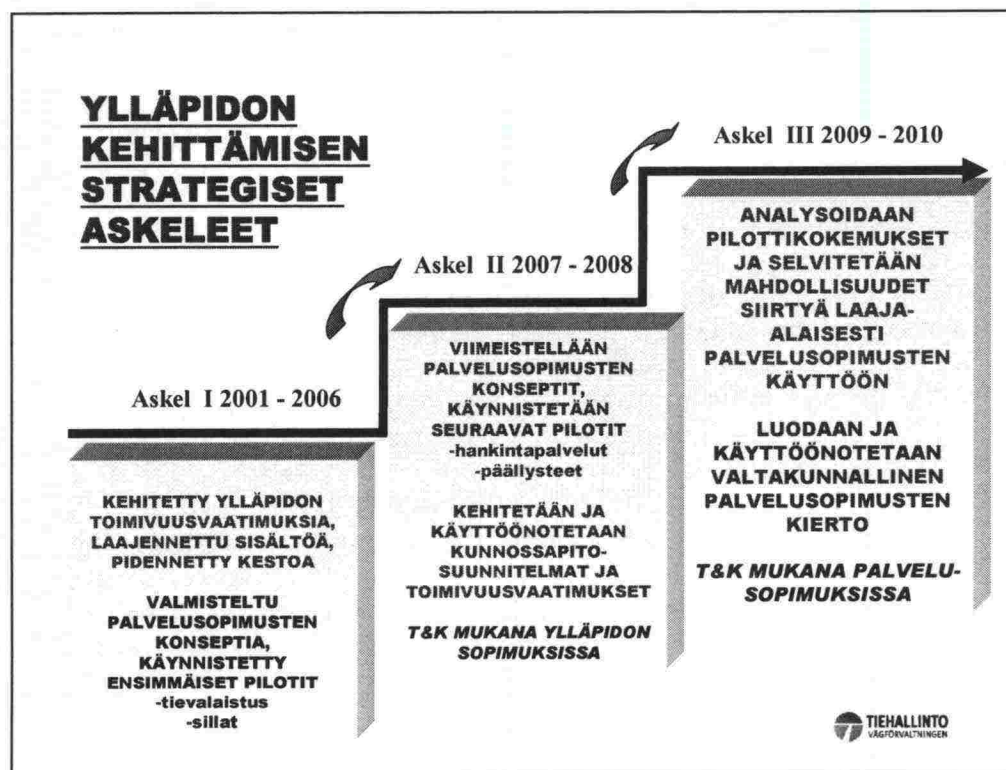 YLLÄPIDON
KEHITTÄMISEN
STRATEGISET
ASKELEET
Askel I 2001 - 2006
KEHITETTY YLLÄPIDON
TOIMIVUUSVAATIMUKSIA,
LAAJENNETTU SISÄLTÖÄ,
PIDENNETTY KESTOA
VALMISTELTU
PALVELUSOPIMUSTEN
KONSEPTIA,
KÄYNNISTETTY
ENSIMMÄISET PILOTIT
-tievalaistus
-sillat
Askel II 2007 - 2008
VIIMEISTELLÄÄN
PALVELUSOPIMUSTEN
KONSEPTIT,
KÄYNNISTETÄÄN
SEURAAVAT PILOTIT
-hankintapalvelut
-päällysteet
KEHITETÄÄN JA
KÄYTTÖÖNOTETAAN
KUNNOSSAPITO-
SUUNNITELMAT JA
TOIMIVUUSVAATIMUKSET
T&K MUKANA YLLÄPIDON
SOPIMUKSISSA
Askel III 2009 - 2010
ANALYSOIDAAN
PILOTTIKOKEMUKSET
JA SELVITETÄÄN
MAHDOLLISUUDET
SIIRTYÄ LAAJA-
ALAISESTI
PALVELUSOPIMUSTEN
KÄYTTÖÖN
LUODAAN JA
KÄYTTÖÖNOTETAAN
VALTAKUNNALLINEN
PALVELUSOPIMUSTEN
KIERTO
T&K MUKANA PALVELU-
SOPIMUKSISSA
TIEHALLINTO
VÄGFÖRVALTNINGEN